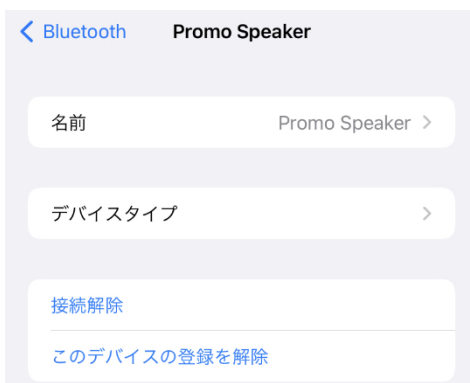 Bluetooth Promo Speaker
名前 Promo Speaker
デバイスタイプ
接続解除
このデバイスの登録を解除